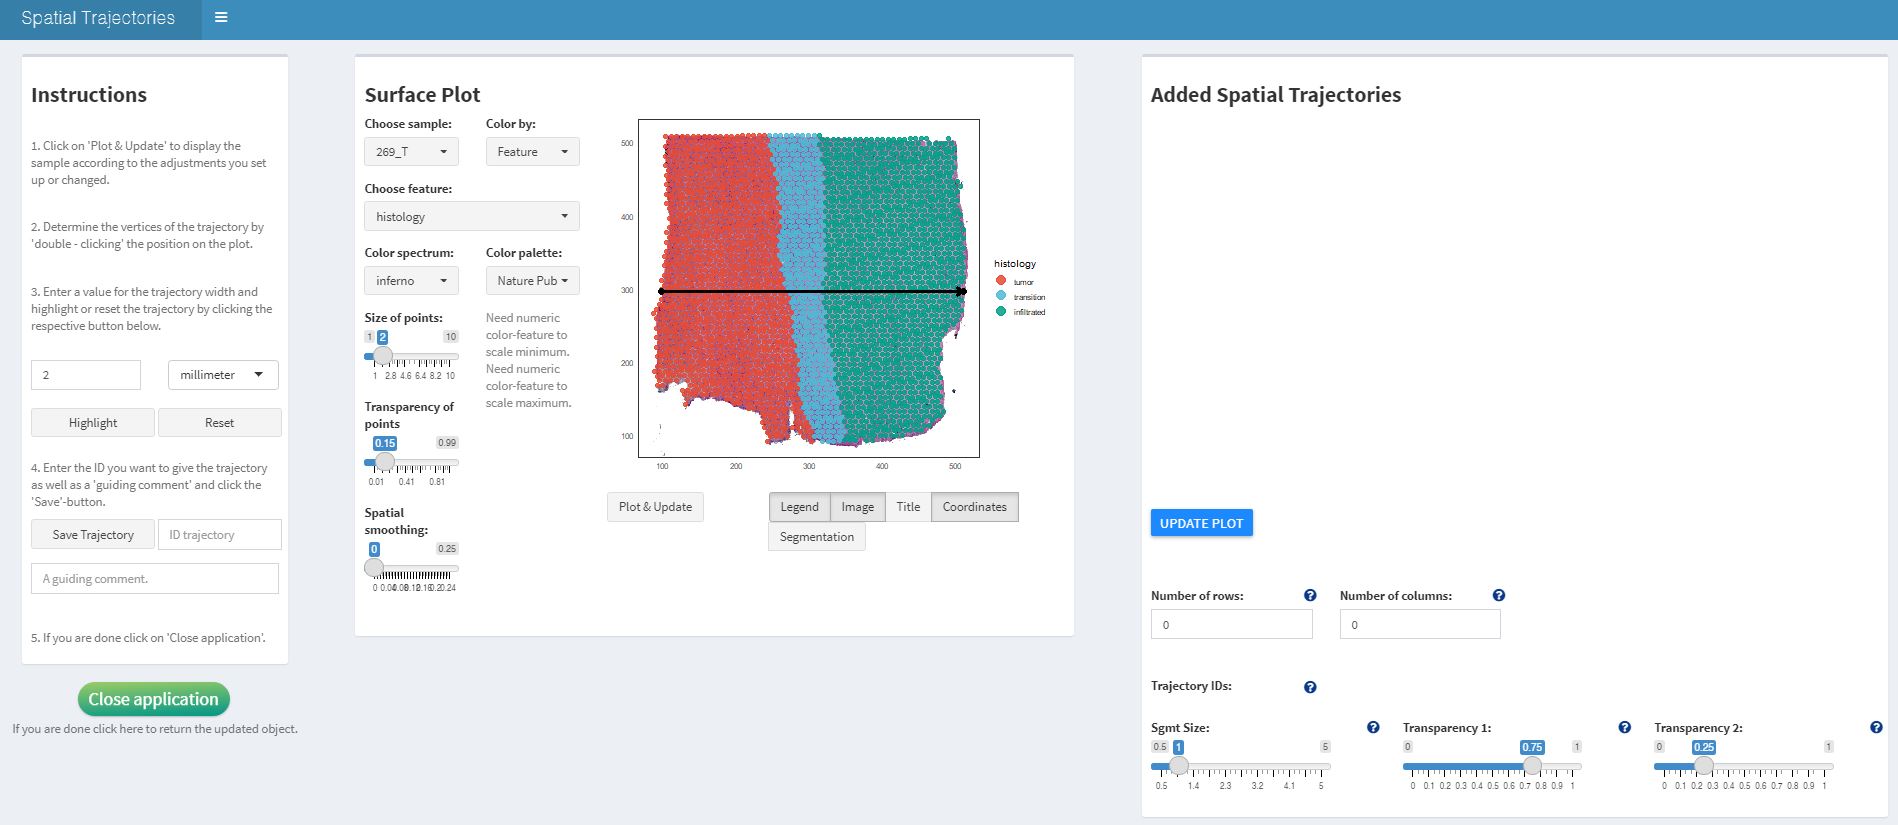 Spatial Trajectories
Instructions
1. Click on 'Plot & Update' to display the
sample according to the adjustments you set
up or changed.
2. Determine the vertices of the trajectory by
'double - clicking' the position on the plot.
3. Enter a value for the trajectory width and
highlight or reset the trajectory by clicking the
respective button below.
2
millimeter
Highlight
Reset
4. Enter the ID you want to give the trajectory
as well as a 'guiding comment' and click the
'Save'-button.
Save Trajectory
ID trajectory
A guiding comment.
5. If you are done click on 'Close application'.
Close application
If you are done click here to return the updated object.
Surface Plot
Choose sample:
Color by:
269_T
Feature
Choose feature:
histology
Color spectrum:
Color palette:
inferno
Nature Pub
Size of points:
1 2 10
1 2.8 4.6 6.4 8.2 10
Need numeric
color-feature to
scale minimum.
Need numeric
color-feature to
scale maximum.
Transparency of
points
0.15 0.99
0.01 0.41 0.81
Spatial
smoothing:
0 0.25
0 0.04 0.08 0.12 0.16 0.20 0.24
500
400
300
200
100
100 200 300 400 500
histology
tumor
transition
infiltrated
Plot & Update
Legend
Image
Title
Coordinates
Segmentation
Added Spatial Trajectories
UPDATE PLOT
Number of rows:
Number of columns:
0
0
Trajectory IDs:
Sgmt Size:
0.5 1 5
0.5 1.4 2.3 3.2 4.1 5
Transparency 1:
0 0.75 1
0 0.1 0.2 0.3 0.4 0.5 0.6 0.7 0.8 0.9 1
Transparency 2:
0 0.25 1
0 0.1 0.2 0.3 0.4 0.5 0.6 0.7 0.8 0.9 1